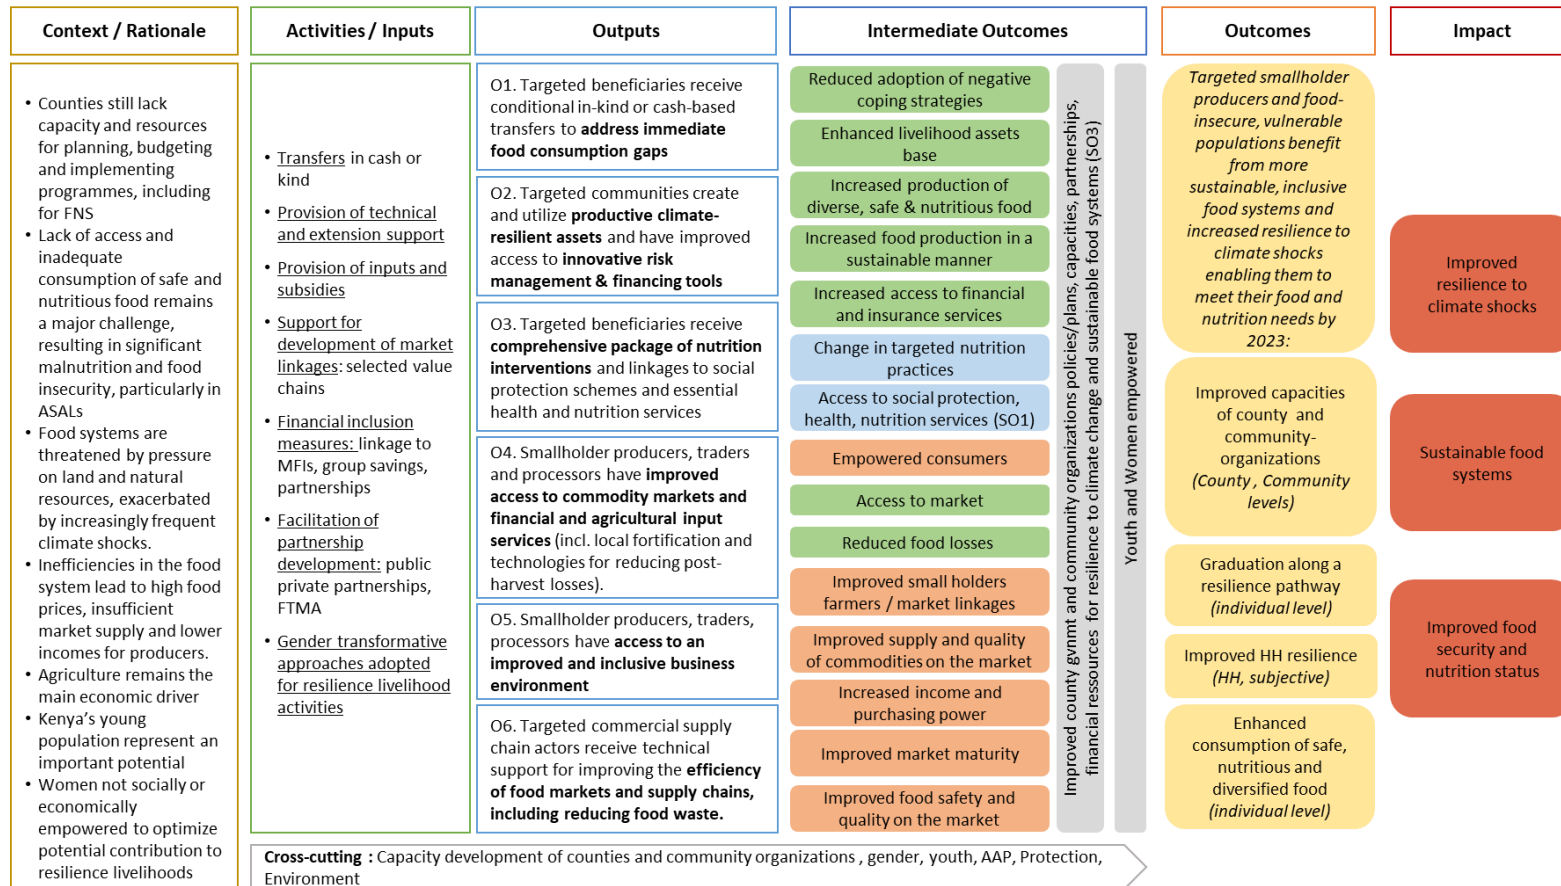 Context / Rationale
Activities / Inputs
Outputs
Intermediate Outcomes
Outcomes
Impact
• Counties still lack
capacity and resources
for planning, budgeting
and implementing
programmes, including
for FNS
• Lack of access and
inadequate
consumption of safe and
nutritious food remains
a major challenge,
resulting in significant
malnutrition and food
insecurity, particularly in
ASALs
• Food systems are
threatened by pressure
on land and natural
resources, exacerbated
by increasingly frequent
climate shocks.
• Inefficiencies in the food
system lead to high food
prices, insufficient
market supply and lower
incomes for producers.
• Agriculture remains the
main economic driver
• Kenya's young
population represent an
important potential
• Women not socially or
economically
empowered to optimize
potential contribution to
resilience livelihoods
• Transfers in cash or
kind
• Provision of technical
and extension support
• Provision of inputs and
subsidies
• Support for
development of market
linkages: selected value
chains
• Financial inclusion
measures: linkage to
MFIs, group savings,
partnerships
• Facilitation of
partnership
development: public
private partnerships,
FTMA
• Gender transformative
approaches adopted
for resilience livelihood
activities
O1. Targeted beneficiaries receive
conditional in-kind or cash-based
transfers to address immediate
food consumption gaps
O2. Targeted communities create
and utilize productive climate-
resilient assets and have improved
access to innovative risk
management & financing tools
O3. Targeted beneficiaries receive
comprehensive package of nutrition
interventions and linkages to social
protection schemes and essential
health and nutrition services
O4. Smallholder producers, traders
and processors have improved
access to commodity markets and
financial and agricultural input
services (incl. local fortification and
technologies for reducing post-
harvest losses).
O5. Smallholder producers, traders,
processors have access to an
improved and inclusive business
environment
O6. Targeted commercial supply
chain actors receive technical
support for improving the efficiency
of food markets and supply chains,
including reducing food waste.
Reduced adoption of negative
coping strategies
Enhanced livelihood assets
base
Increased production of
diverse, safe & nutritious food
Increased food production in a
sustainable manner
Increased access to financial
and insurance services
Change in targeted nutrition
practices
Access to social protection,
health, nutrition services (SO1)
Empowered consumers
Access to market
Reduced food losses
Improved small holders
farmers / market linkages
Improved supply and quality
of commodities on the market
Increased income and
purchasing power
Improved market maturity
Improved food safety and
quality on the market
Improved county gvnmt and community organizations policies/plans, capacities, partnerships,
financial ressources for resilience to climate change and sustainable food systems (SO3)
Youth and Women empowered
Targeted smallholder
producers and food-
insecure, vulnerable
populations benefit
from more
sustainable, inclusive
food systems and
increased resilience to
climate shocks
enabling them to
meet their food and
nutrition needs by
2023:
Improved capacities
of county and
community-
organizations
(County , Community
levels)
Graduation along a
resilience pathway
(individual level)
Improved HH resilience
(HH, subjective)
Enhanced
consumption of safe,
nutritious and
diversified food
(individual level)
Improved
resilience to
climate shocks
Sustainable food
systems
Improved food
security and
nutrition status
Cross-cutting : Capacity development of counties and community organizations , gender, youth, AAP, Protection,
Environment